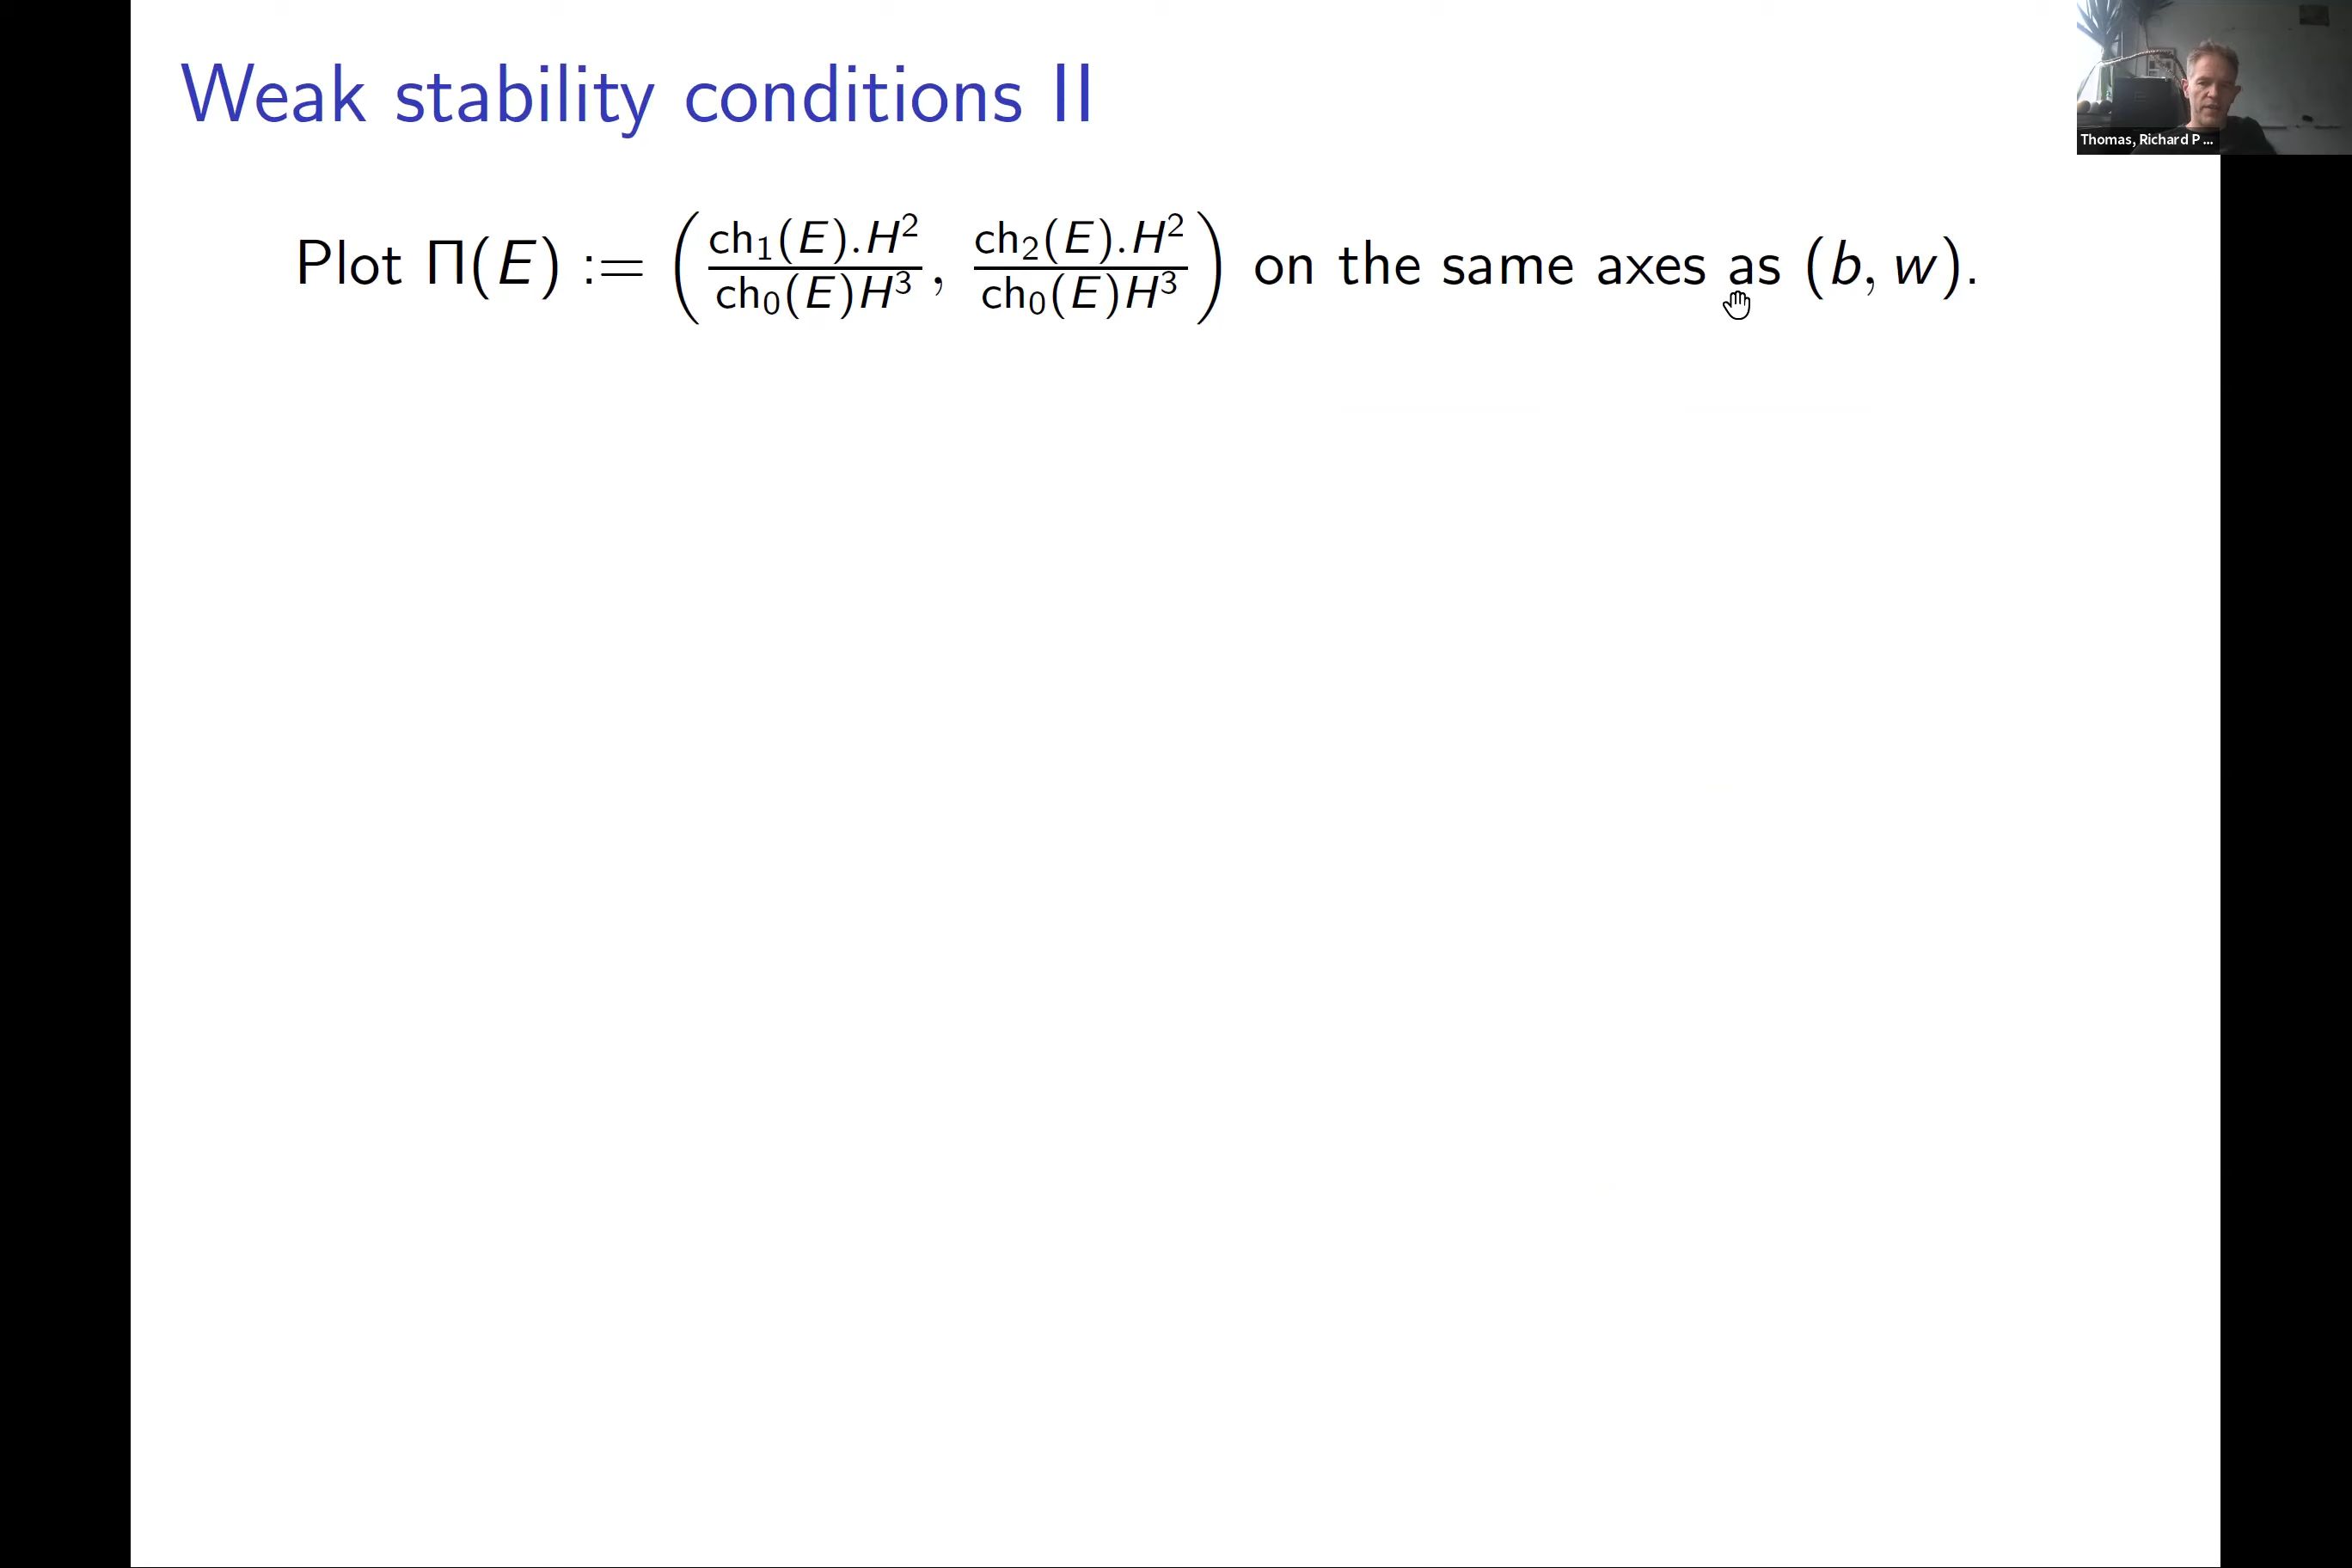 Weak stability conditions II
Thomas, Richard P ...
Plot Π(E) := ( ch₁(E).H² / ch₀(E)H³ , ch₂(E).H² / ch₀(E)H³ ) on the same axes as (b, w).